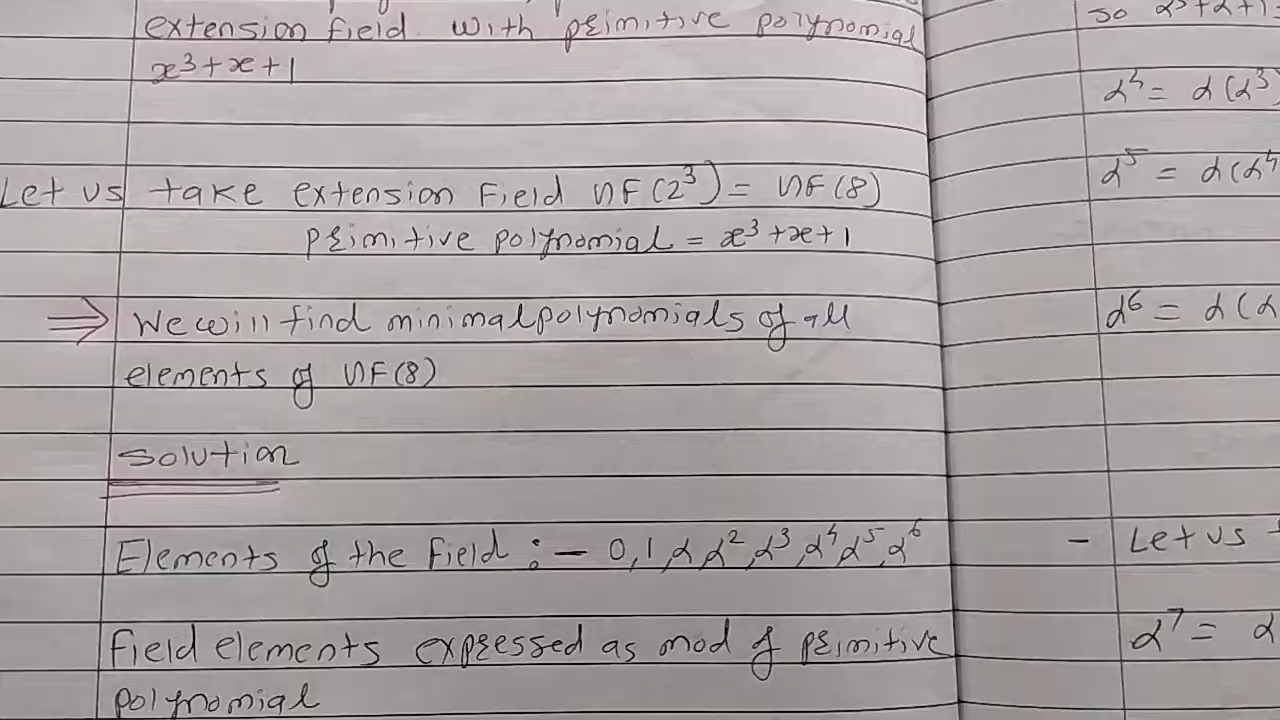 extension field with primitive polynomial
x³+x+1
Let us take extension Field GF(2³) = GF(8)
primitive polynomial = x³+x+1
⇒ We will find minimal polynomials of all
elements of GF(8)
Solution
Elements of the Field :- 0,1 α, α², α³, α⁴ α⁵, α⁶
Field elements expressed as mod of primitive
polynomial
so α³+α+1=
α⁴ = α(α³)
α⁵ = α(α⁴
α⁶ = α(α
- Let us
α⁷ = α